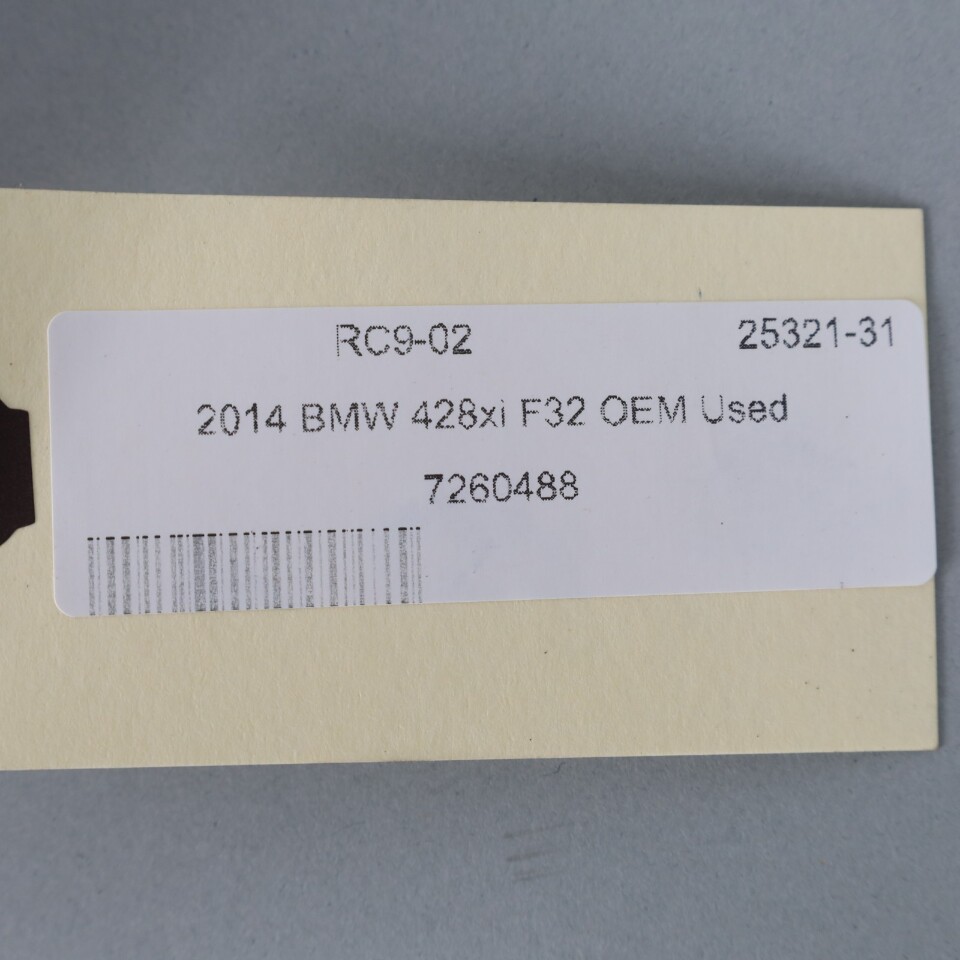 RC9-02 25321-31
2014 BMW 428xi F32 OEM Used
7260488